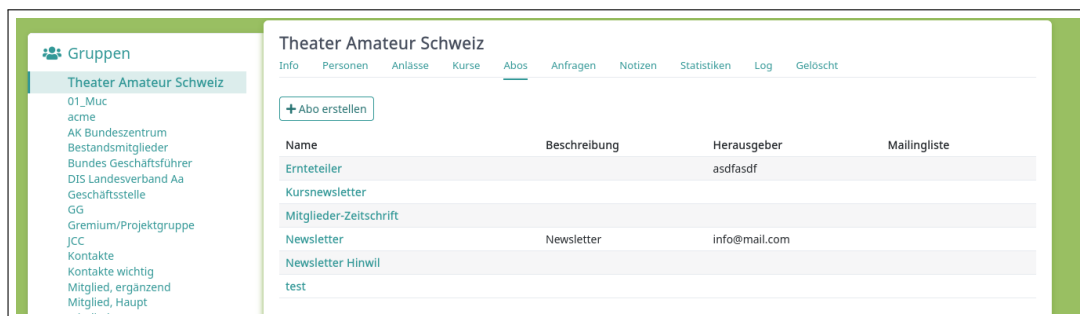 Gruppen
Theater Amateur Schweiz
01_Muc
acme
AK Bundeszentrum
Bestandsmitglieder
Bundes Geschäftsführer
DIS Landesverband Aa
Geschäftsstelle
GG
Gremium/Projektgruppe
JCC
Kontakte
Kontakte wichtig
Mitglied, ergänzend
Mitglied, Haupt
Theater Amateur Schweiz
Info Personen Anlässe Kurse Abos Anfragen Notizen Statistiken Log Gelöscht
+ Abo erstellen
Name Beschreibung Herausgeber Mailingliste
Ernteteiler asdfasdf
Kursnewsletter
Mitglieder-Zeitschrift
Newsletter Newsletter info@mail.com
Newsletter Hinwil
test